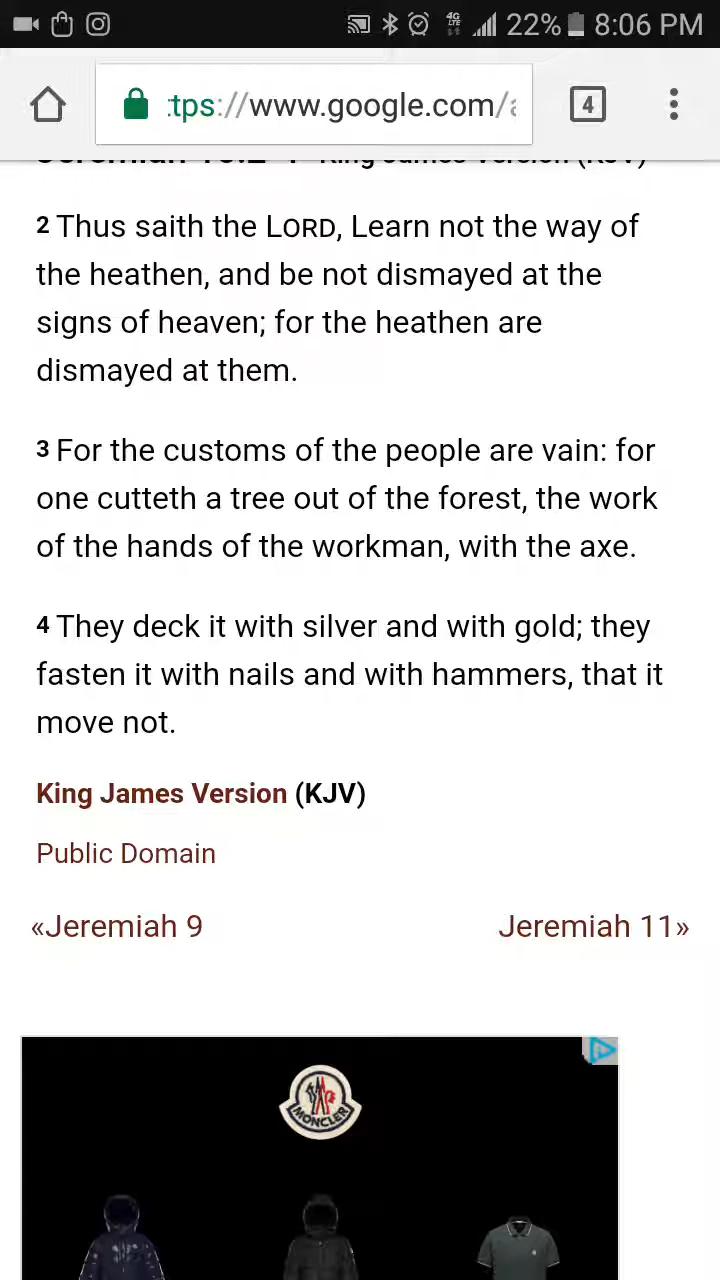 22% 8:06 PM
tps://www.google.com/a
4
King James Version (KJV)
2 Thus saith the LORD, Learn not the way of
the heathen, and be not dismayed at the
signs of heaven; for the heathen are
dismayed at them.
3 For the customs of the people are vain: for
one cutteth a tree out of the forest, the work
of the hands of the workman, with the axe.
4 They deck it with silver and with gold; they
fasten it with nails and with hammers, that it
move not.
King James Version (KJV)
Public Domain
«Jeremiah 9
Jeremiah 11»
MONCLER